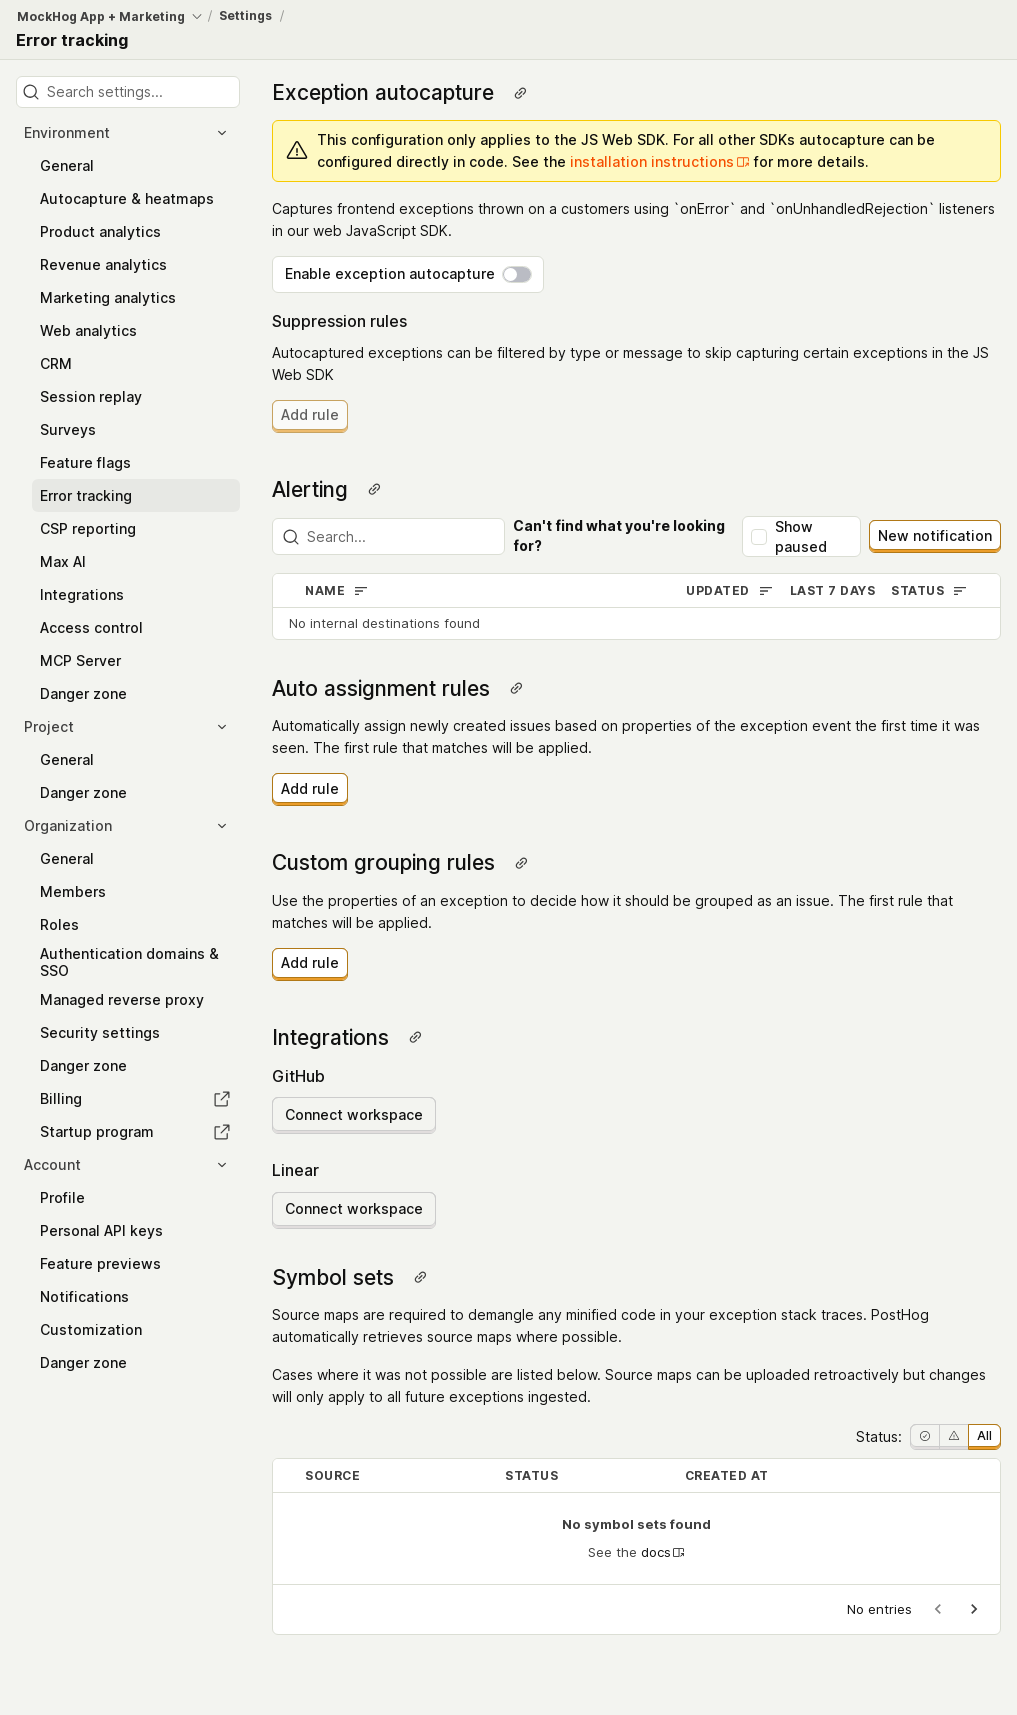 MockHog App + Marketing / Settings /
Error tracking
Search settings...
Environment
General
Autocapture & heatmaps
Product analytics
Revenue analytics
Marketing analytics
Web analytics
CRM
Session replay
Surveys
Feature flags
Error tracking
CSP reporting
Max AI
Integrations
Access control
MCP Server
Danger zone
Project
General
Danger zone
Organization
General
Members
Roles
Authentication domains &
SSO
Managed reverse proxy
Security settings
Danger zone
Billing
Startup program
Account
Profile
Personal API keys
Feature previews
Notifications
Customization
Danger zone
Exception autocapture
This configuration only applies to the JS Web SDK. For all other SDKs autocapture can be
configured directly in code. See the installation instructions for more details.
Captures frontend exceptions thrown on a customers using `onError` and `onUnhandledRejection` listeners
in our web JavaScript SDK.
Enable exception autocapture
Suppression rules
Autocaptured exceptions can be filtered by type or message to skip capturing certain exceptions in the JS
Web SDK
Add rule
Alerting
Search...
Can't find what you're looking
for?
Show
paused
New notification
NAME UPDATED LAST 7 DAYS STATUS
No internal destinations found
Auto assignment rules
Automatically assign newly created issues based on properties of the exception event the first time it was
seen. The first rule that matches will be applied.
Add rule
Custom grouping rules
Use the properties of an exception to decide how it should be grouped as an issue. The first rule that
matches will be applied.
Add rule
Integrations
GitHub
Connect workspace
Linear
Connect workspace
Symbol sets
Source maps are required to demangle any minified code in your exception stack traces. PostHog
automatically retrieves source maps where possible.
Cases where it was not possible are listed below. Source maps can be uploaded retroactively but changes
will only apply to all future exceptions ingested.
Status: All
SOURCE STATUS CREATED AT
No symbol sets found
See the docs
No entries